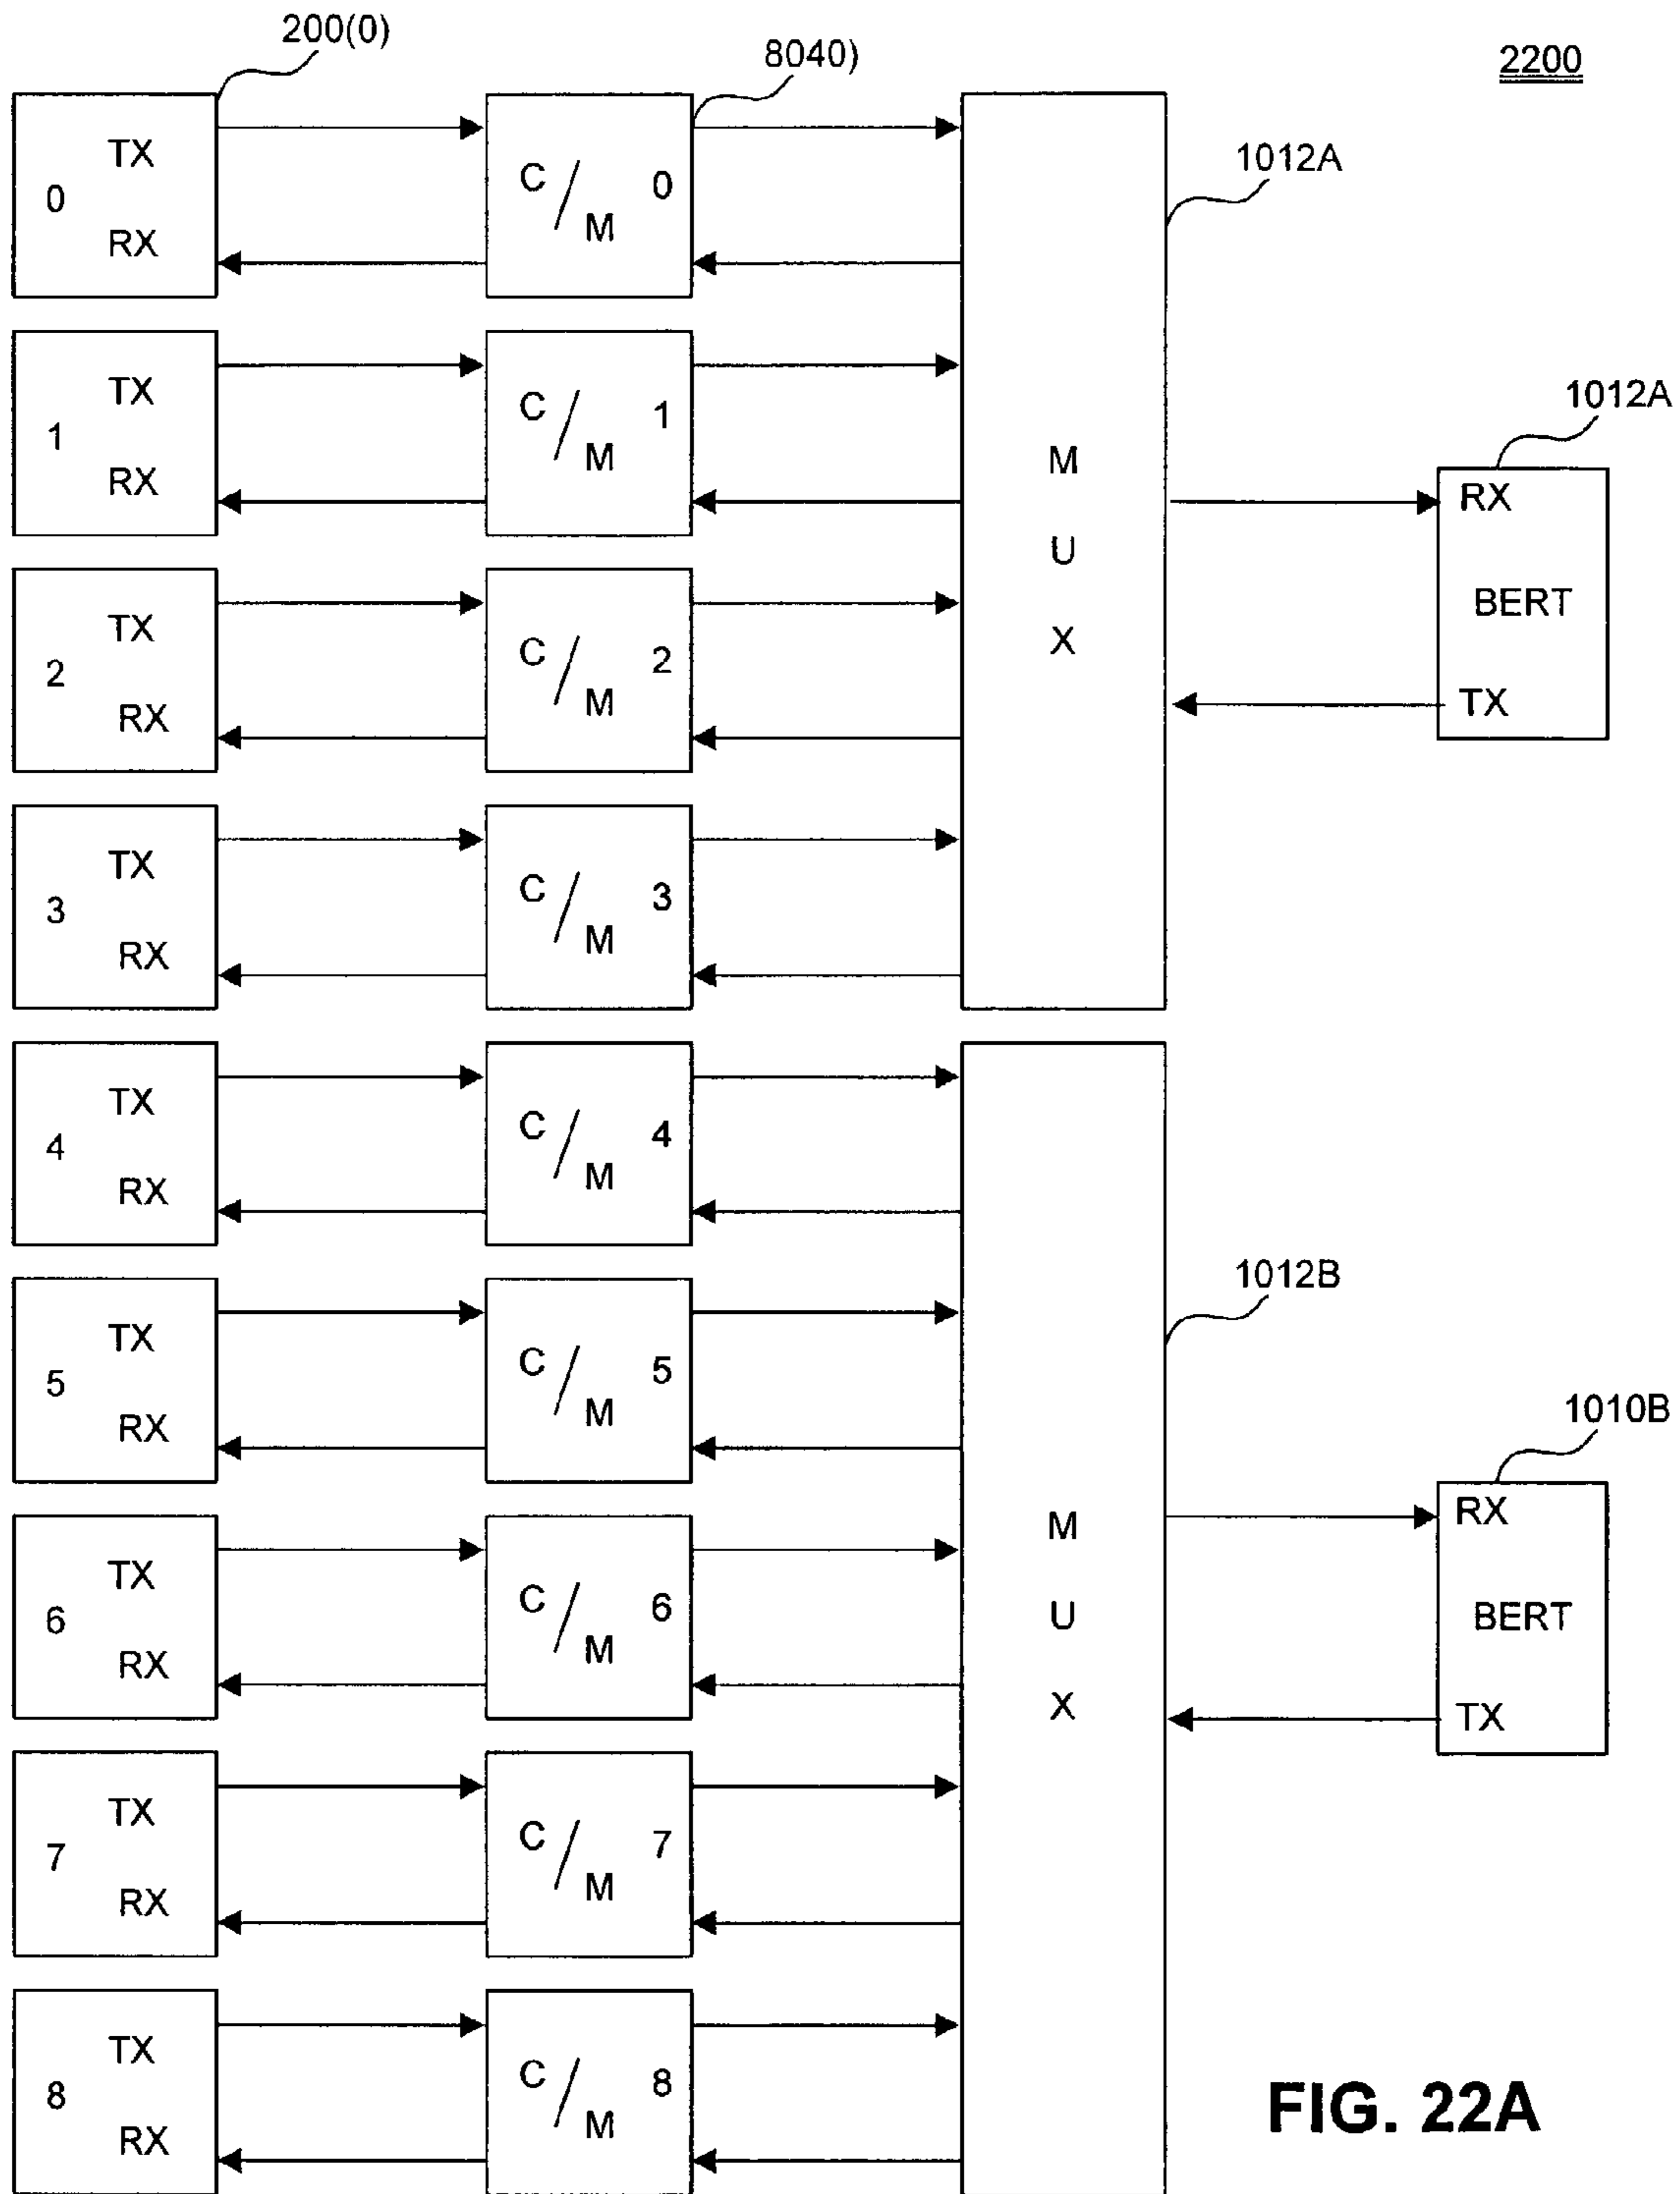 200(0)
8040)
2200
1012A
TX
0
RX
C/M 0
TX
1
RX
C/M 1
M
U
X
1012A
RX
BERT
TX
TX
2
RX
C/M 2
TX
3
RX
C/M 3
TX
4
RX
C/M 4
1012B
TX
5
RX
C/M 5
M
U
X
1010B
RX
BERT
TX
TX
6
RX
C/M 6
TX
7
RX
C/M 7
TX
8
RX
C/M 8
FIG. 22A